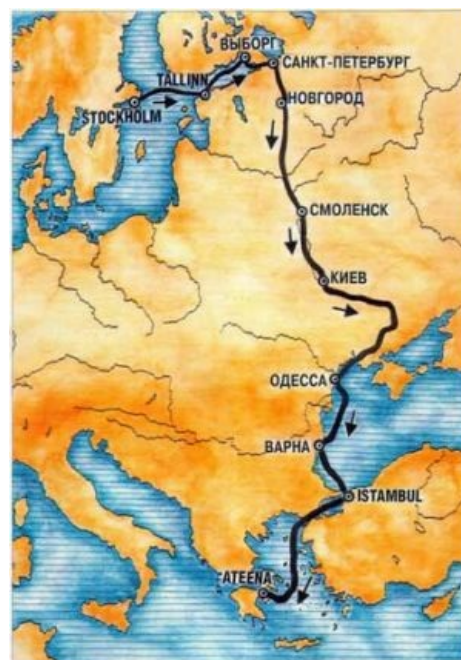 ВЫБОРГ
САНКТ-ПЕТЕРБУРГ
TALLINN
STOCKHOLM
НОВГОРОД
СМОЛЕНСК
КИЕВ
ОДЕССА
ВАРНА
ISTAMBUL
ATEENA